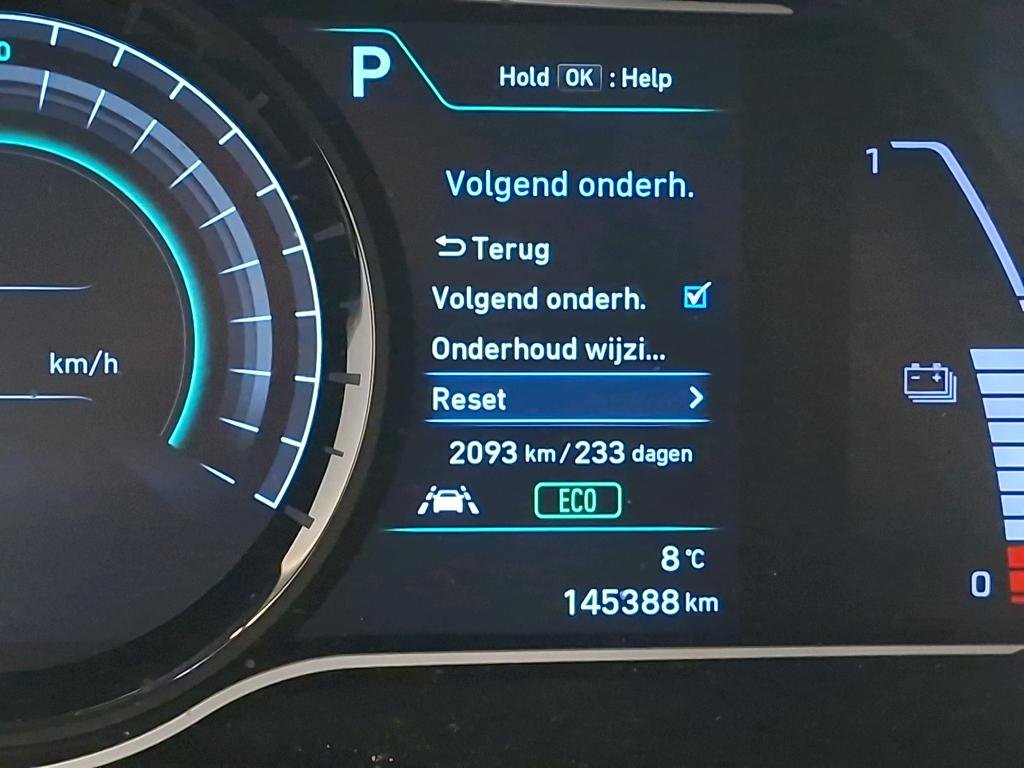 P
Hold OK : Help
Volgend onderh.
Terug
Volgend onderh.
Onderhoud wijzi...
Reset
2093 km / 233 dagen
ECO
8 °C
145388 km
km/h
1
0